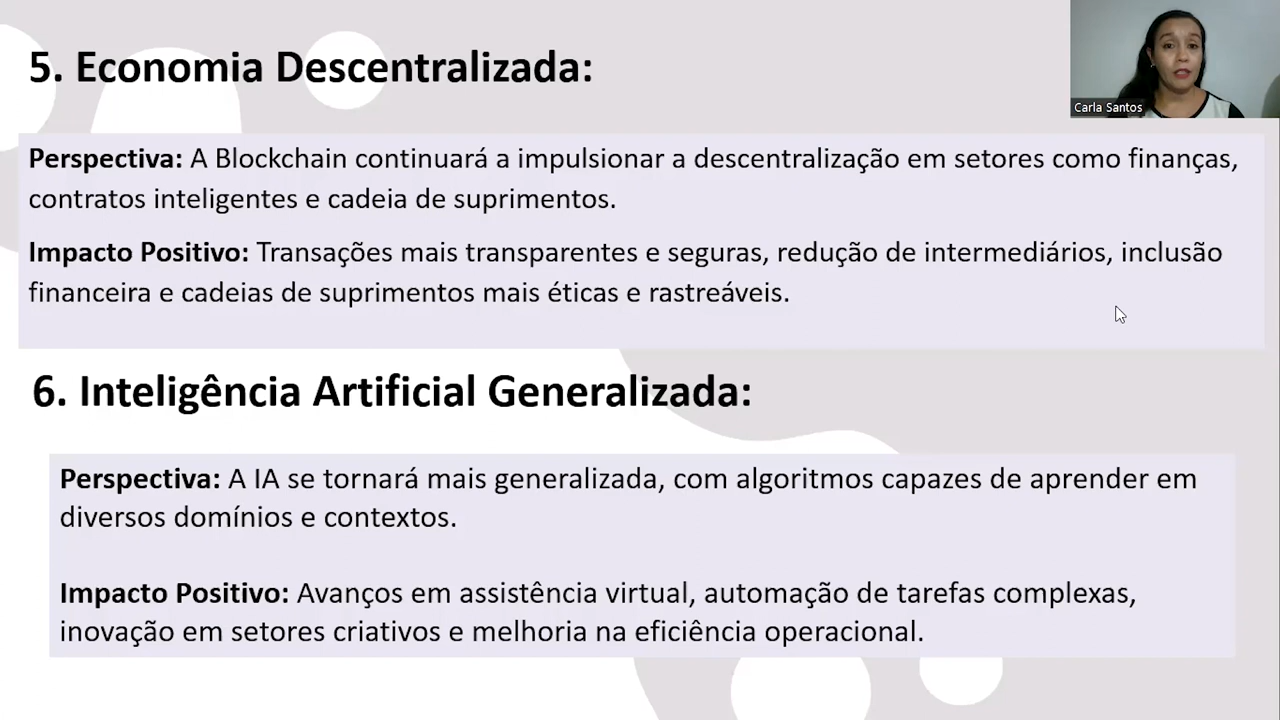 5. Economia Descentralizada:
Carla Santos
Perspectiva: A Blockchain continuará a impulsionar a descentralização em setores como finanças,
contratos inteligentes e cadeia de suprimentos.
Impacto Positivo: Transações mais transparentes e seguras, redução de intermediários, inclusão
financeira e cadeias de suprimentos mais éticas e rastreáveis.
6. Inteligência Artificial Generalizada:
Perspectiva: A IA se tornará mais generalizada, com algoritmos capazes de aprender em
diversos domínios e contextos.
Impacto Positivo: Avanços em assistência virtual, automação de tarefas complexas,
inovação em setores criativos e melhoria na eficiência operacional.